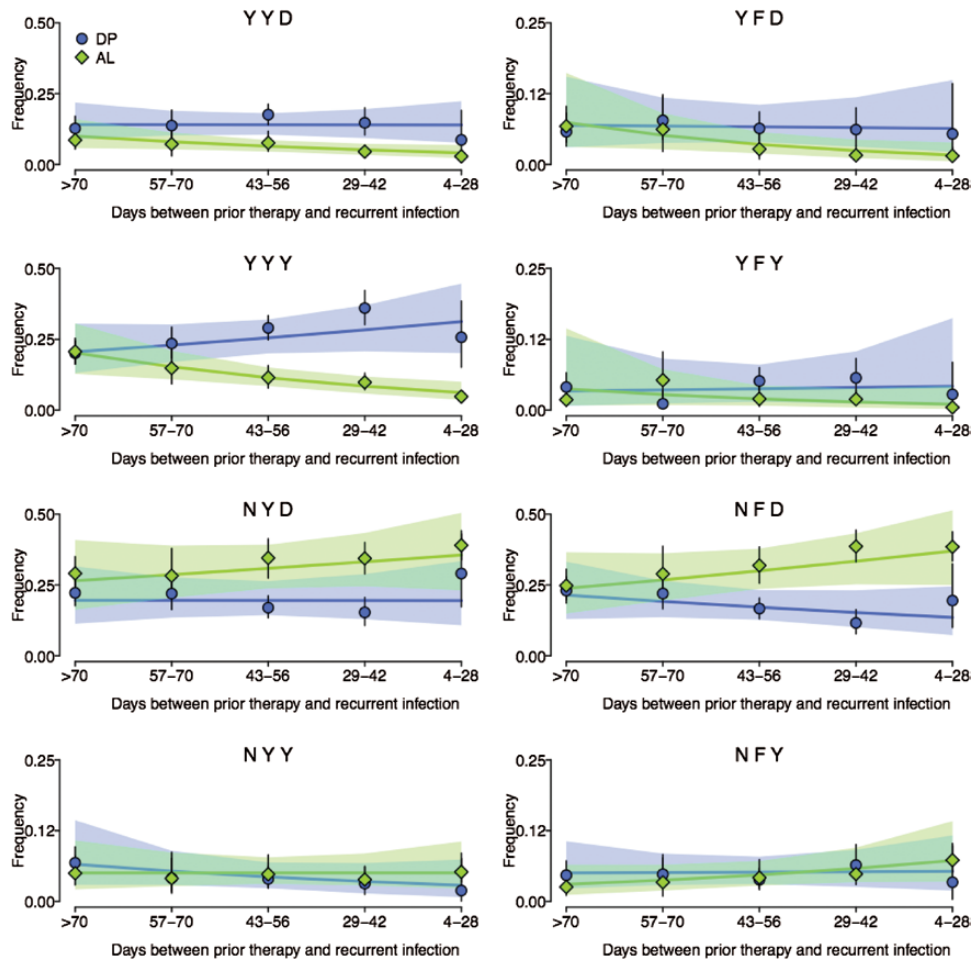 Y Y D
Y F D
0.50
0.25
0.00
Frequency
DP
AL
>70
57–70
43–56
29–42
4–28
Days between prior therapy and recurrent infection
0.25
0.12
0.00
Frequency
>70
57–70
43–56
29–42
4–28
Days between prior therapy and recurrent infection
Y Y Y
Y F Y
0.50
0.25
0.00
Frequency
>70
57–70
43–56
29–42
4–28
Days between prior therapy and recurrent infection
0.25
0.12
0.00
Frequency
>70
57–70
43–56
29–42
4–28
Days between prior therapy and recurrent infection
N Y D
N F D
0.50
0.25
0.00
Frequency
>70
57–70
43–56
29–42
4–28
Days between prior therapy and recurrent infection
0.50
0.25
0.00
Frequency
>70
57–70
43–56
29–42
4–28
Days between prior therapy and recurrent infection
N Y Y
N F Y
0.25
0.12
0.00
Frequency
>70
57–70
43–56
29–42
4–28
Days between prior therapy and recurrent infection
0.25
0.12
0.00
Frequency
>70
57–70
43–56
29–42
4–28
Days between prior therapy and recurrent infection